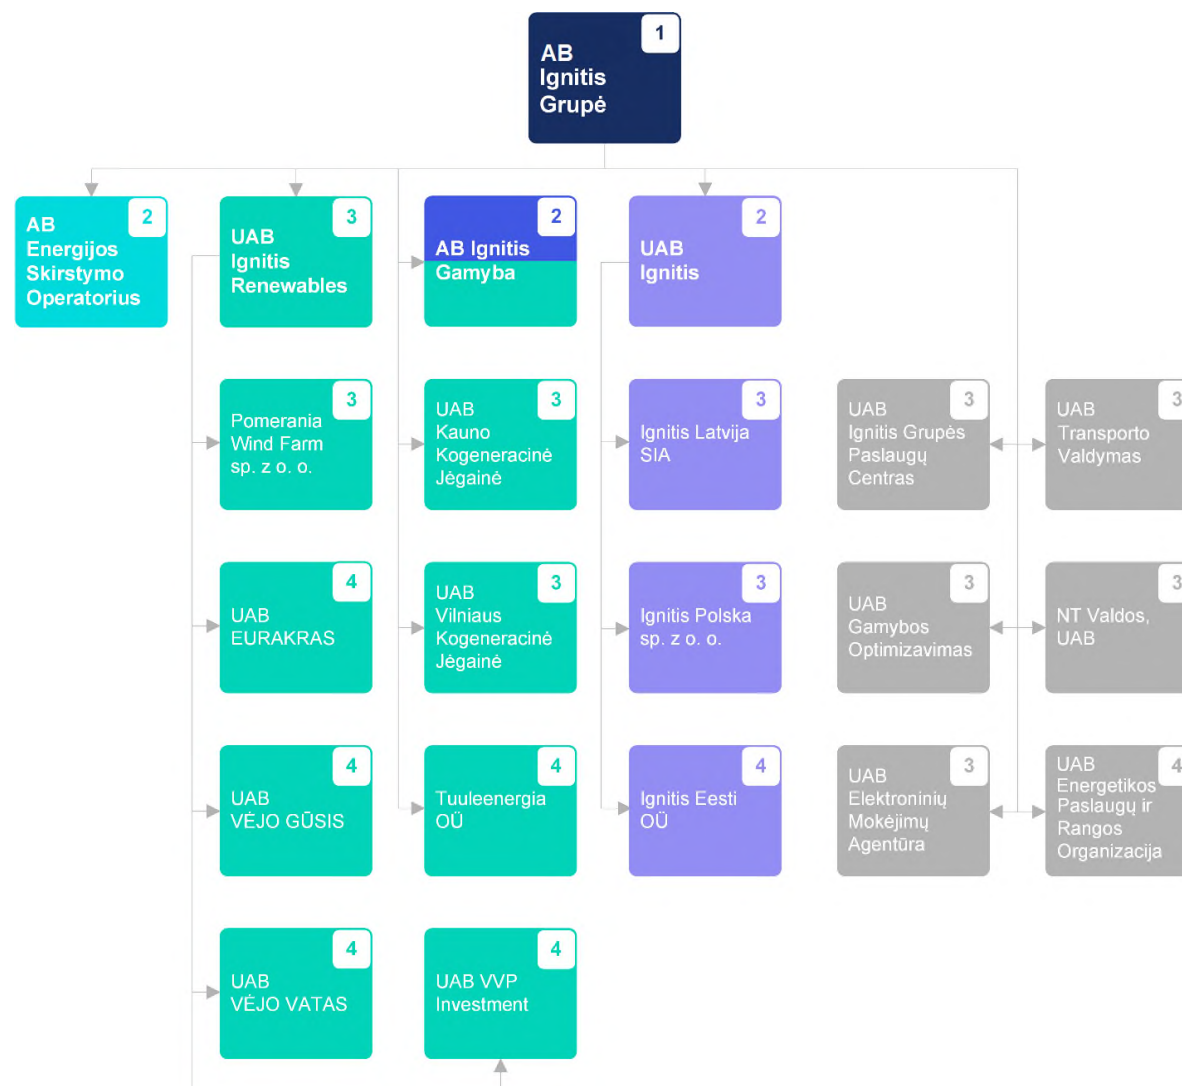 1
AB
Ignitis
Grupė
2
AB
Energijos
Skirstymo
Operatorius
3
UAB
Ignitis
Renewables
2
AB Ignitis
Gamyba
2
UAB
Ignitis
3
Pomerania
Wind Farm
sp. z o. o.
3
UAB
Kauno
Kogeneracinė
Jėgainė
3
Ignitis Latvija
SIA
3
UAB
Ignitis Grupės
Paslaugų
Centras
3
UAB
Transporto
Valdymas
4
UAB
EURAKRAS
3
UAB
Vilniaus
Kogeneracinė
Jėgainė
3
Ignitis Polska
sp. z o. o.
3
UAB
Gamybos
Optimizavimas
3
NT Valdos,
UAB
4
UAB
VĖJO GŪSIS
4
Tuuleenergia
OÜ
4
Ignitis Eesti
OÜ
3
UAB
Elektroninių
Mokėjimų
Agentūra
4
UAB
Energetikos
Paslaugų ir
Rangos
Organizacija
4
UAB
VĖJO VATAS
4
UAB VVP
Investment